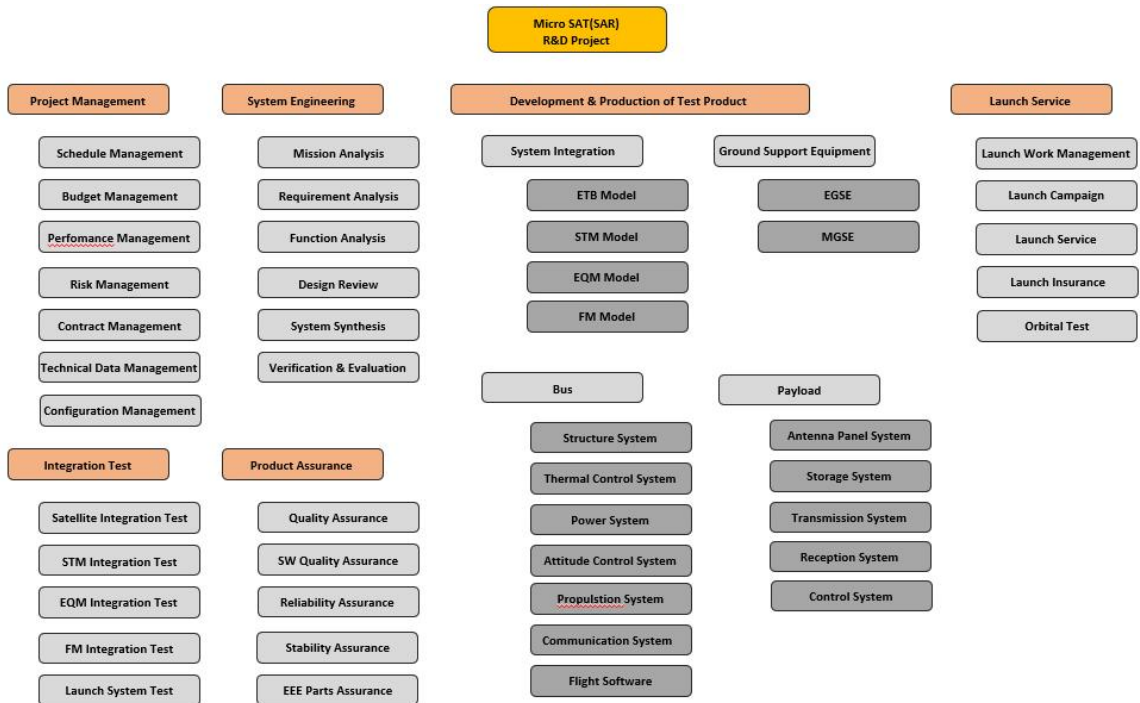 Micro SAT(SAR)
R&D Project
Project Management
Schedule Management
Budget Management
Perfomance Management
Risk Management
Contract Management
Technical Data Management
Configuration Management
System Engineering
Mission Analysis
Requirement Analysis
Function Analysis
Design Review
System Synthesis
Verification & Evaluation
Development & Production of Test Product
System Integration
ETB Model
STM Model
EQM Model
FM Model
Ground Support Equipment
EGSE
MGSE
Bus
Structure System
Thermal Control System
Power System
Attitude Control System
Propulstion System
Communication System
Flight Software
Payload
Antenna Panel System
Storage System
Transmission System
Reception System
Control System
Launch Service
Launch Work Management
Launch Campaign
Launch Service
Launch Insurance
Orbital Test
Integration Test
Satellite Integration Test
STM Integration Test
EQM Integration Test
FM Integration Test
Launch System Test
Product Assurance
Quality Assurance
SW Quality Assurance
Reliability Assurance
Stability Assurance
EEE Parts Assurance